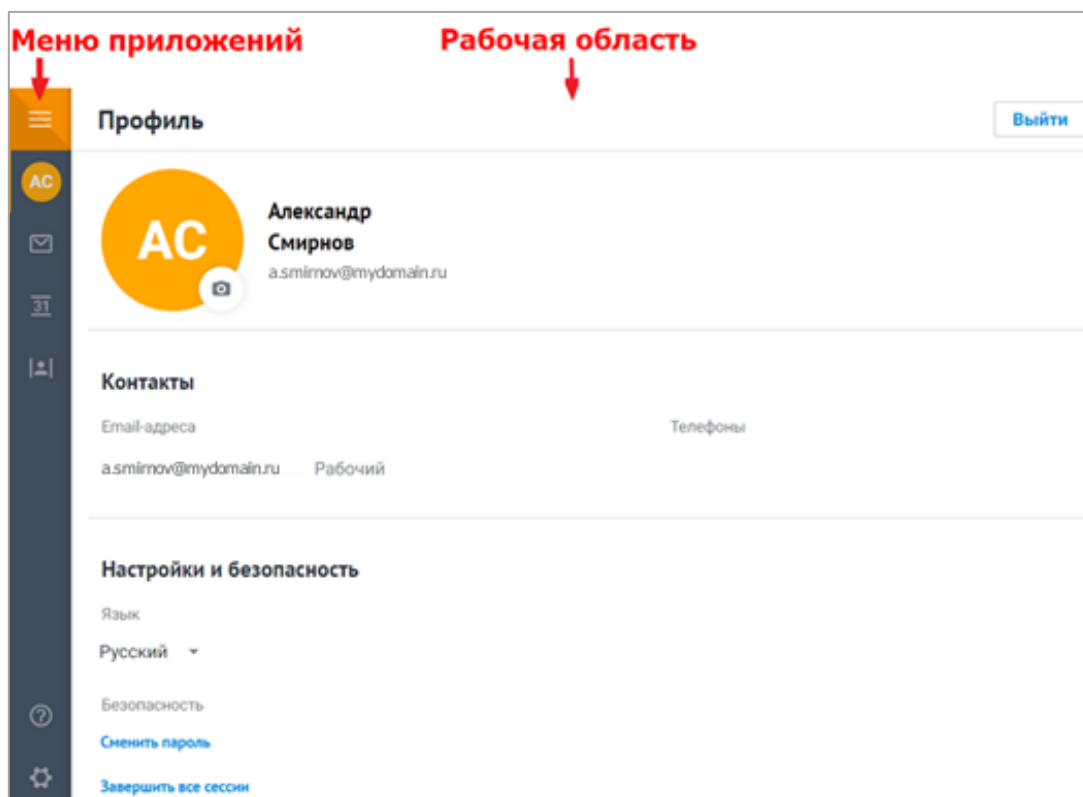 Меню приложений
Рабочая область
Профиль
Выйти
АС
АС
Александр
Смирнов
a.smirnov@mydomain.ru
31
Контакты
Email-адреса
Телефоны
a.smirnov@mydomain.ru Рабочий
Настройки и безопасность
Язык
Русский
Безопасность
Сменить пароль
Завершить все сессии